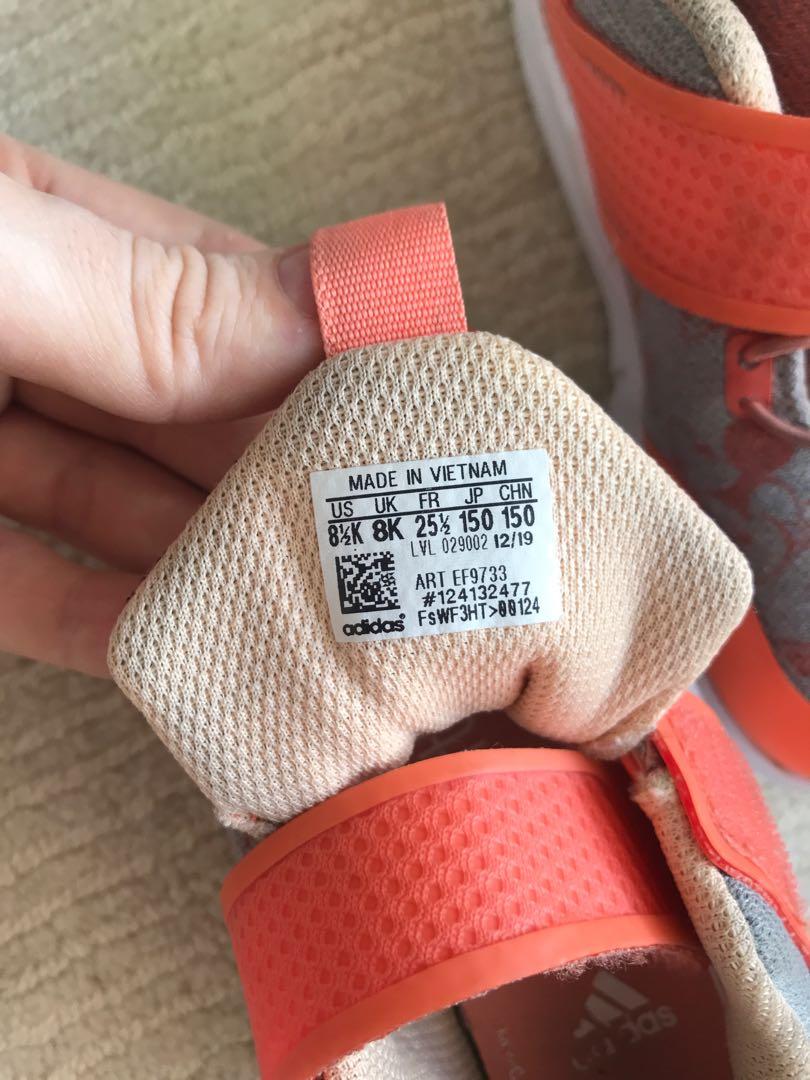 MADE IN VIETNAM
US UK FR JP CHN
8½K 8K 25½ 150 150
LVL 029002 12/19
ART EF9733
#124132477
adidas® FsWF3HT>00124
adidas